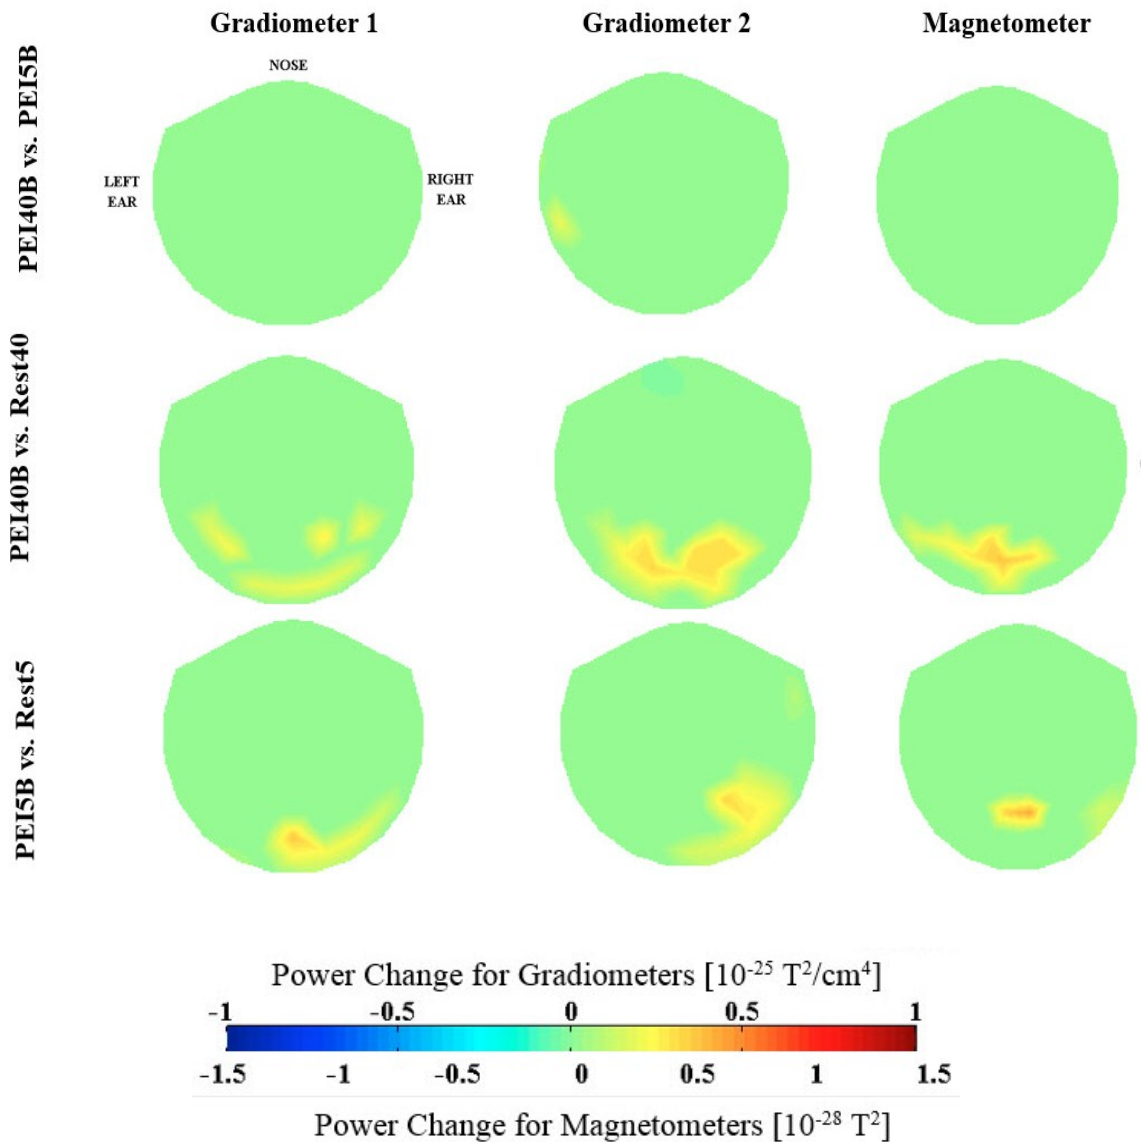 Gradiometer 1 Gradiometer 2 Magnetometer
PEI40B vs. PEI5B
NOSE
LEFT
EAR
RIGHT
EAR
PEI40B vs. Rest40
PEI5B vs. Rest5
Power Change for Gradiometers [10⁻²⁵ T²/cm⁴]
-1 -0.5 0 0.5 1
-1.5 -1 -0.5 0 0.5 1 1.5
Power Change for Magnetometers [10⁻²⁸ T²]